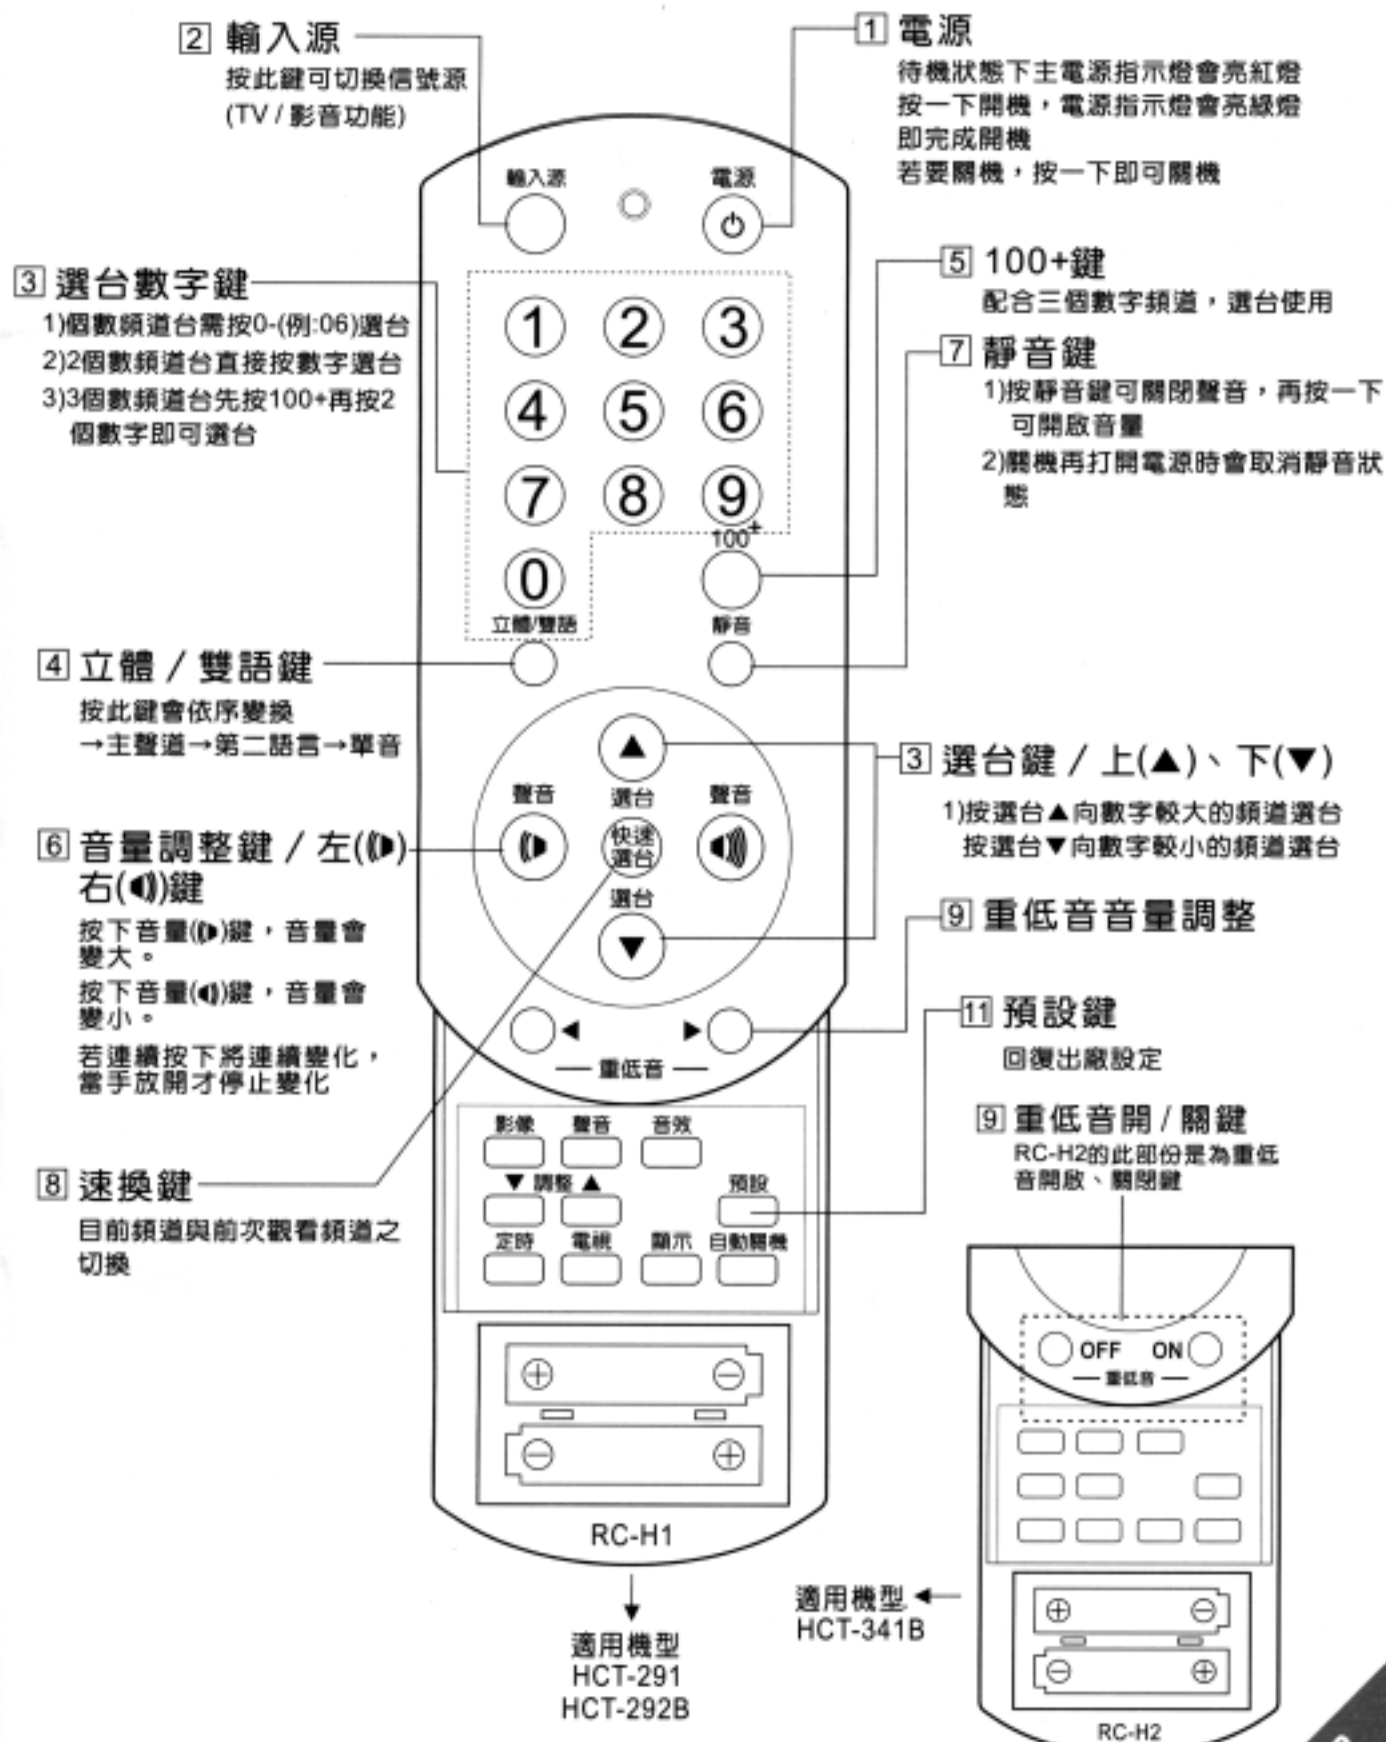 2 輸入源
按此鍵可切換信號源
(TV / 影音功能)
1 電源
待機狀態下主電源指示燈會亮紅燈
按一下開機，電源指示燈會亮綠燈
即完成開機
若要關機，按一下即可關機
輸入源
電源
3 選台數字鍵
1)個數頻道台需按0-(例:06)選台
2)2個數頻道台直接按數字選台
3)3個數頻道台先按100+再按2
個數字即可選台
5 100+鍵
配合三個數字頻道，選台使用
7 靜音鍵
1)按靜音鍵可關閉聲音，再按一下
可開啟音量
2)關機再打開電源時會取消靜音狀
態
1 2 3
4 5 6
7 8 9
100+
0
立體/雙語
靜音
4 立體 / 雙語鍵
按此鍵會依序變換
→主聲道→第二語言→單音
3 選台鍵 / 上(▲)、下(▼)
1)按選台▲向數字較大的頻道選台
按選台▼向數字較小的頻道選台
▲
聲音
選台
聲音
快速
選台
選台
▼
6 音量調整鍵 / 左()
右()鍵
按下音量()鍵，音量會
變大。
按下音量()鍵，音量會
變小。
若連續按下將連續變化，
當手放開才停止變化
9 重低音音量調整
11 預設鍵
回復出廠設定
◀ ▶
重低音
9 重低音開 / 關鍵
RC-H2的此部份是為重低
音開啟、關閉鍵
8 速換鍵
目前頻道與前次觀看頻道之
切換
影像 聲音 音效
▼ 調整 ▲ 預設
定時 電視 顯示 自動關機
OFF ON
重低音
+ −
− +
RC-H1
適用機型
HCT-291
HCT-292B
適用機型
HCT-341B
+ −
− +
RC-H2